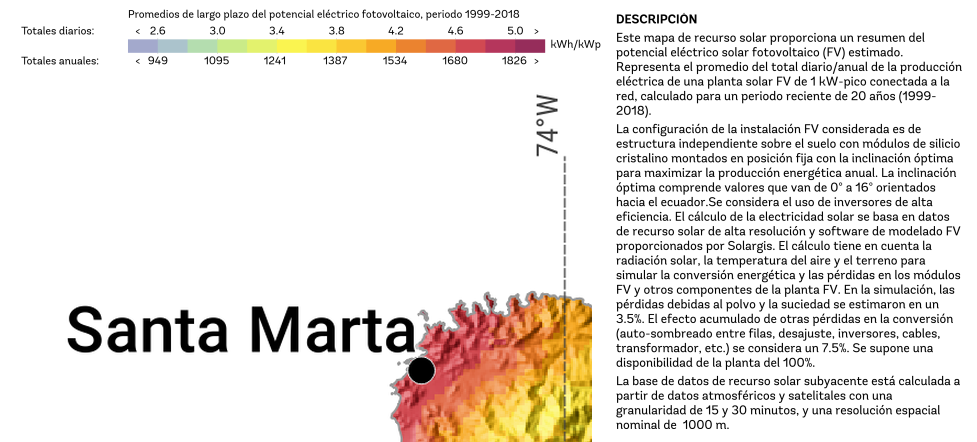 Promedios de largo plazo del potencial eléctrico fotovoltaico, periodo 1999-2018
Totales diarios: < 2.6 3.0 3.4 3.8 4.2 4.6 5.0 >
kWh/kWp
Totales anuales: < 949 1095 1241 1387 1534 1680 1826 >
74°W
Santa Marta
DESCRIPCIÓN
Este mapa de recurso solar proporciona un resumen del
potencial eléctrico solar fotovoltaico (FV) estimado.
Representa el promedio del total diario/anual de la producción
eléctrica de una planta solar FV de 1 kW-pico conectada a la
red, calculado para un periodo reciente de 20 años (1999-
2018).
La configuración de la instalación FV considerada es de
estructura independiente sobre el suelo con módulos de silicio
cristalino montados en posición fija con la inclinación óptima
para maximizar la producción energética anual. La inclinación
óptima comprende valores que van de 0° a 16° orientados
hacia el ecuador.Se considera el uso de inversores de alta
eficiencia. El cálculo de la electricidad solar se basa en datos
de recurso solar de alta resolución y software de modelado FV
proporcionados por Solargis. El cálculo tiene en cuenta la
radiación solar, la temperatura del aire y el terreno para
simular la conversión energética y las pérdidas en los módulos
FV y otros componentes de la planta FV. En la simulación, las
pérdidas debidas al polvo y la suciedad se estimaron en un
3.5%. El efecto acumulado de otras pérdidas en la conversión
(auto-sombreado entre filas, desajuste, inversores, cables,
transformador, etc.) se considera un 7.5%. Se supone una
disponibilidad de la planta del 100%.
La base de datos de recurso solar subyacente está calculada a
partir de datos atmosféricos y satelitales con una
granularidad de 15 y 30 minutos, y una resolución espacial
nominal de 1000 m.